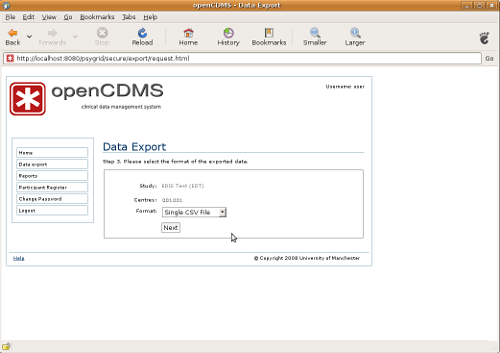 openCDMS - Data Export
File Edit View Go Bookmarks Tabs Help
Back Forwards Stop Reload Home History Bookmarks Smaller Larger
http://localhost:8080/psygrid/secure/export/request.html Go
openCDMS
clinical data management system
Username: user
Home
Data export
Reports
Participant Register
Change Password
Logout
Data Export
Step 3. Please select the format of the exported data.
Study: EDIE Test (EDT)
Centres: 001001
Format: Single CSV File
Next
Help © Copyright 2008 University of Manchester